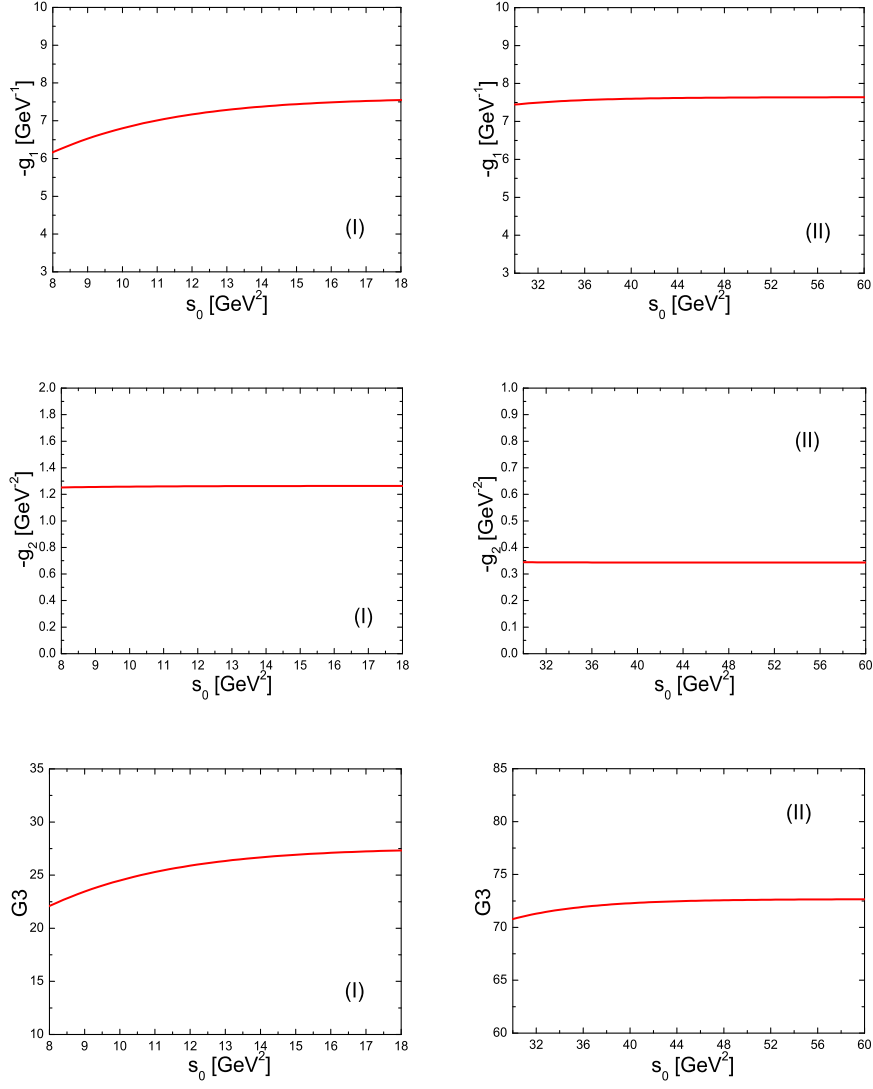 10
9
8
7
6
5
4
3
-g₁ [GeV⁻¹]
(I)
8 9 10 11 12 13 14 15 16 17 18
s₀ [GeV²]
10
9
8
7
6
5
4
3
-g₁ [GeV⁻¹]
(II)
32 36 40 44 48 52 56 60
s₀ [GeV²]
2.0
1.8
1.6
1.4
1.2
1.0
0.8
0.6
0.4
0.2
0.0
-g₂ [GeV⁻²]
(I)
8 9 10 11 12 13 14 15 16 17 18
s₀ [GeV²]
1.0
0.9
0.8
0.7
0.6
0.5
0.4
0.3
0.2
0.1
0.0
-g₂ [GeV⁻²]
(II)
32 36 40 44 48 52 56 60
s₀ [GeV²]
35
30
25
20
15
10
G3
(I)
8 9 10 11 12 13 14 15 16 17 18
s₀ [GeV²]
85
80
75
70
65
60
G3
(II)
32 36 40 44 48 52 56 60
s₀ [GeV²]